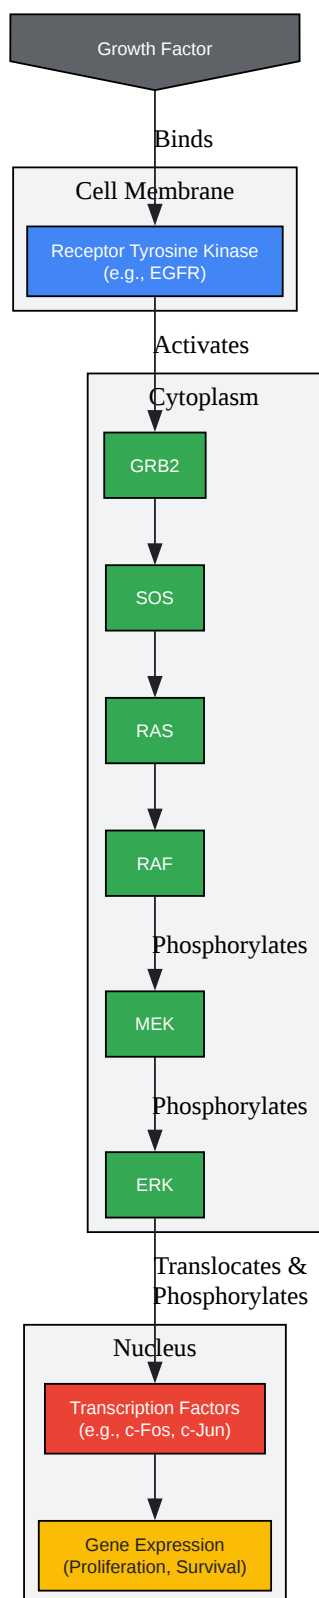 Growth Factor
Binds
Cell Membrane
Receptor Tyrosine Kinase
(e.g., EGFR)
Activates
Cytoplasm
GRB2
SOS
RAS
RAF
Phosphorylates
MEK
Phosphorylates
ERK
Translocates &
Phosphorylates
Nucleus
Transcription Factors
(e.g., c-Fos, c-Jun)
Gene Expression
(Proliferation, Survival)